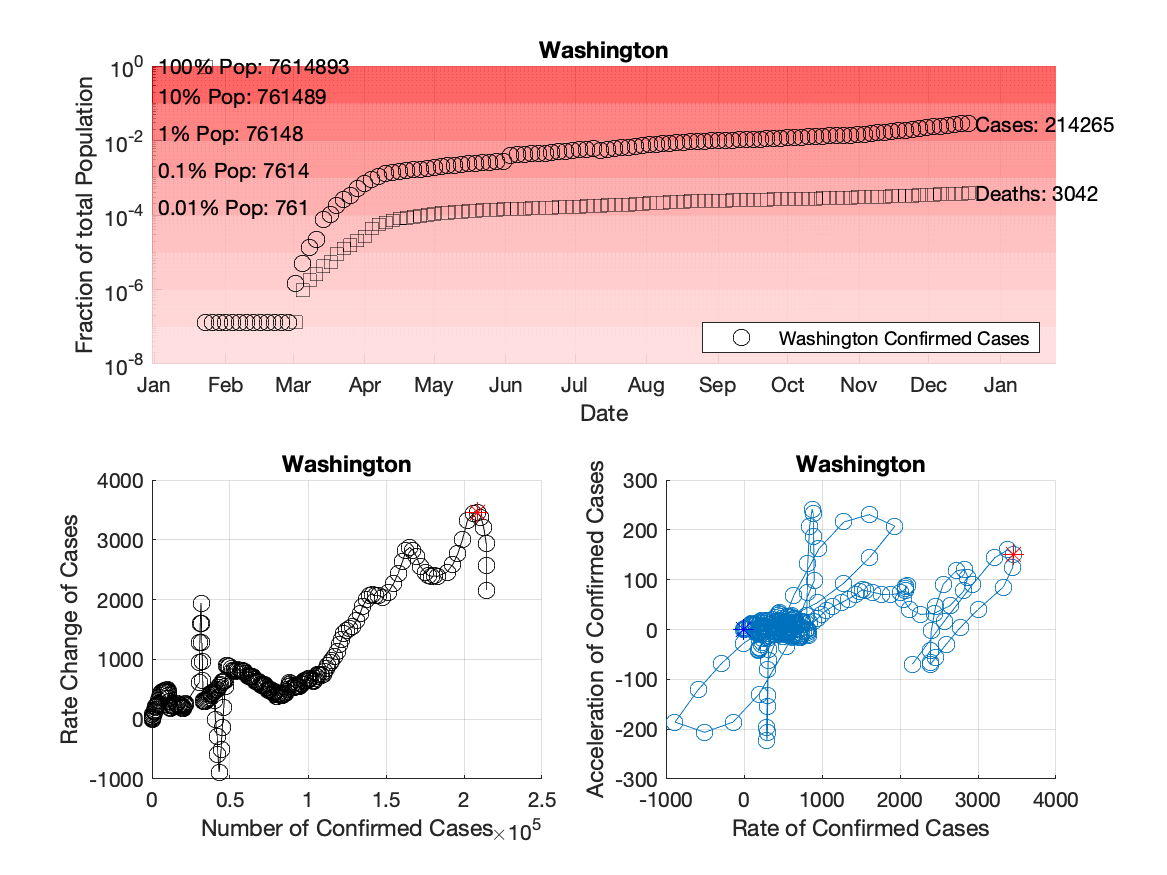 Washington
10^0
10^-2
10^-4
10^-6
10^-8
Fraction of total Population
100% Pop: 7614893
10% Pop: 761489
1% Pop: 76148
0.1% Pop: 7614
0.01% Pop: 761
Cases: 214265
Deaths: 3042
Washington Confirmed Cases
Jan Feb Mar Apr May Jun Jul Aug Sep Oct Nov Dec Jan
Date
Washington
4000
3000
2000
1000
0
-1000
Rate Change of Cases
0 0.5 1 1.5 2 2.5
Number of Confirmed Cases ×10^5
Washington
300
200
100
0
-100
-200
-300
Acceleration of Confirmed Cases
-1000 0 1000 2000 3000 4000
Rate of Confirmed Cases